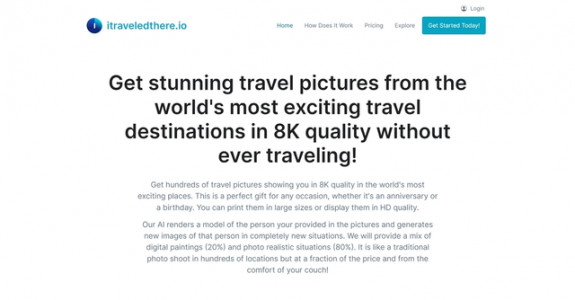 Login
i itraveledthere.io
Home How Does It Work Pricing Explore Get Started Today!
Get stunning travel pictures from the
world's most exciting travel
destinations in 8K quality without
ever traveling!
Get hundreds of travel pictures showing you in 8K quality in the world's most
exciting places. This is a perfect gift for any occasion, whether it's an anniversary or
a birthday. You can print them in large sizes or display them in HD quality.
Our AI renders a model of the person your provided in the pictures and generates
new images of that person in completely new situations. We will provide a mix of
digital paintings (20%) and photo realistic situations (80%). It is like a traditional
photo shoot in hundreds of locations but at a fraction of the price and from the
comfort of your couch!